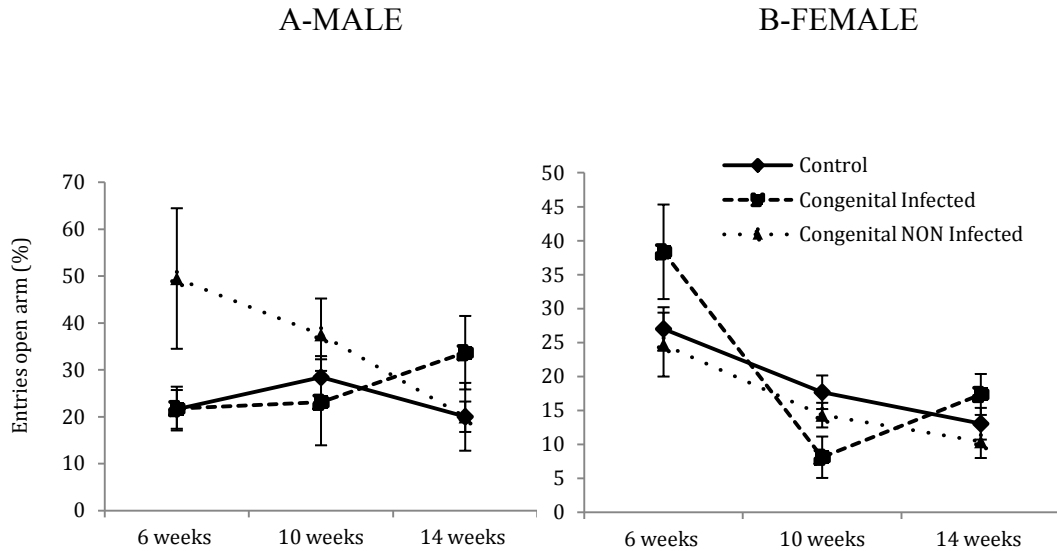 A-MALE
B-FEMALE
Entries open arm (%)
70
60
50
40
30
20
10
0
6 weeks
10 weeks
14 weeks
50
45
40
35
30
25
20
15
10
5
0
6 weeks
10 weeks
14 weeks
Control
Congenital Infected
Congenital NON Infected